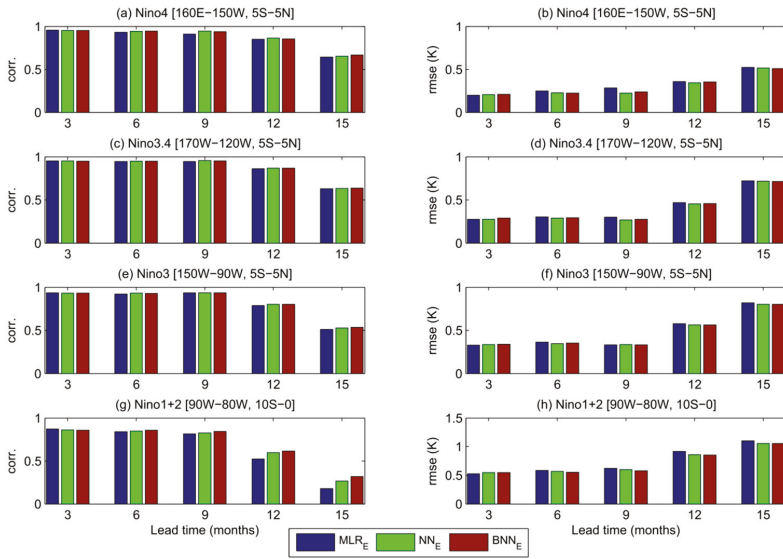 (a) Nino4 [160E−150W, 5S−5N]
corr.
1
0.5
0
3 6 9 12 15
(b) Nino4 [160E−150W, 5S−5N]
rmse (K)
1
0.5
0
3 6 9 12 15
(c) Nino3.4 [170W−120W, 5S−5N]
corr.
1
0.5
0
3 6 9 12 15
(d) Nino3.4 [170W−120W, 5S−5N]
rmse (K)
1
0.5
0
3 6 9 12 15
(e) Nino3 [150W−90W, 5S−5N]
corr.
1
0.5
0
3 6 9 12 15
(f) Nino3 [150W−90W, 5S−5N]
rmse (K)
1
0.5
0
3 6 9 12 15
(g) Nino1+2 [90W−80W, 10S−0]
corr.
1
0.5
0
3 6 9 12 15
Lead time (months)
(h) Nino1+2 [90W−80W, 10S−0]
rmse (K)
1.5
1
0.5
0
3 6 9 12 15
Lead time (months)
MLR_E NN_E BNN_E